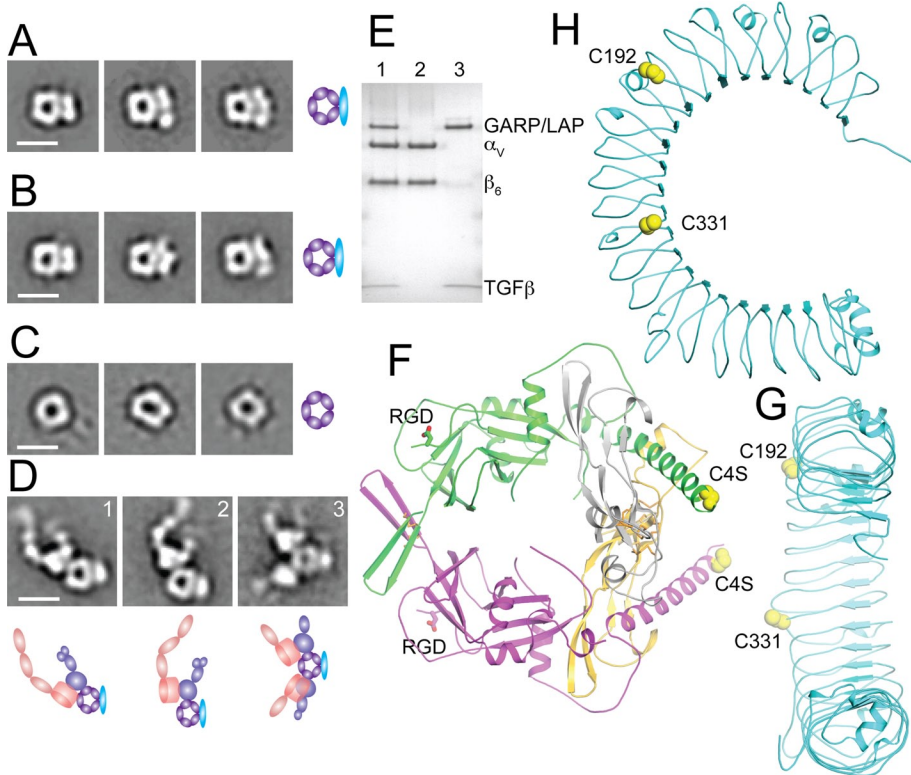 A
B
C
D
1
2
3
E
1 2 3
GARP/LAP
αV
β6
TGFβ
F
RGD
C4S
C4S
RGD
H
C192
C331
G
C192
C331